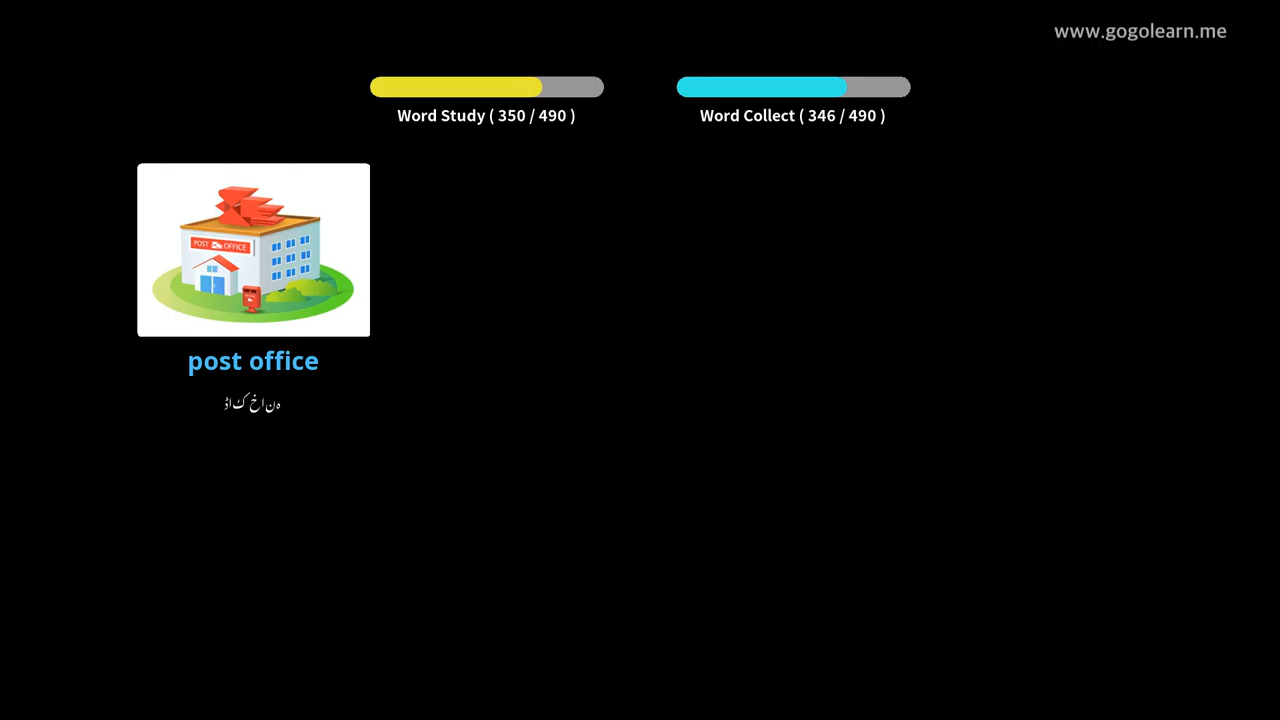 www.gogolearn.me
Word Study ( 350 / 490 )
Word Collect ( 346 / 490 )
POST OFFICE
post office
ڈاک خانہ